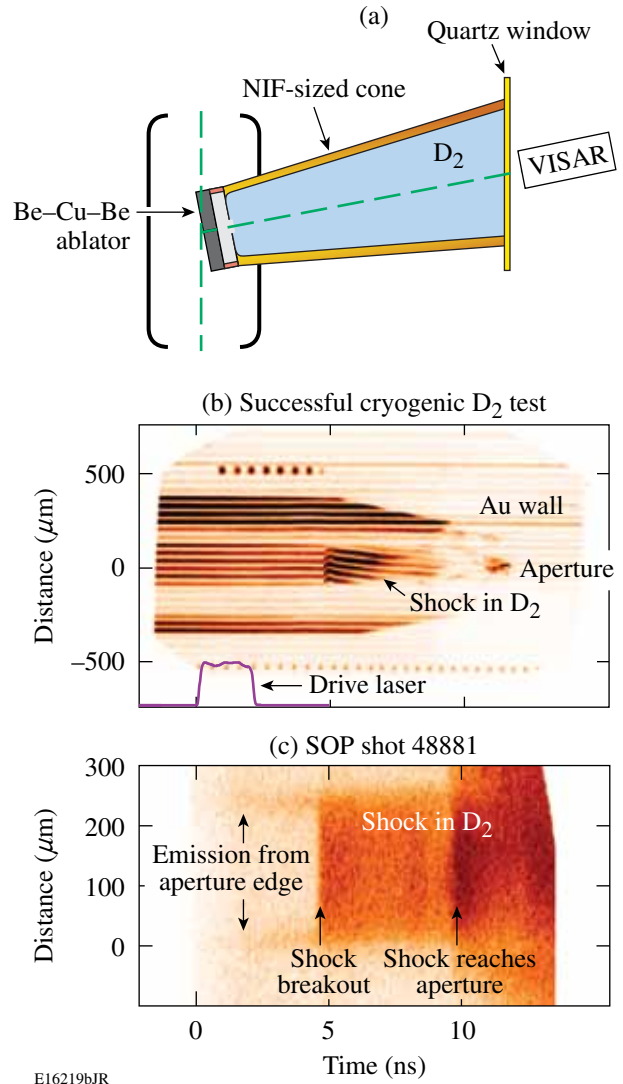 (a)
Quartz window
NIF-sized cone
D2
VISAR
Be–Cu–Be
ablator
(b) Successful cryogenic D2 test
Distance (μm)
500
0
–500
Au wall
Aperture
Shock in D2
Drive laser
(c) SOP shot 48881
Distance (μm)
300
200
100
0
Shock in D2
Emission from
aperture edge
Shock
breakout
Shock reaches
aperture
0
5
10
Time (ns)
E16219bJR